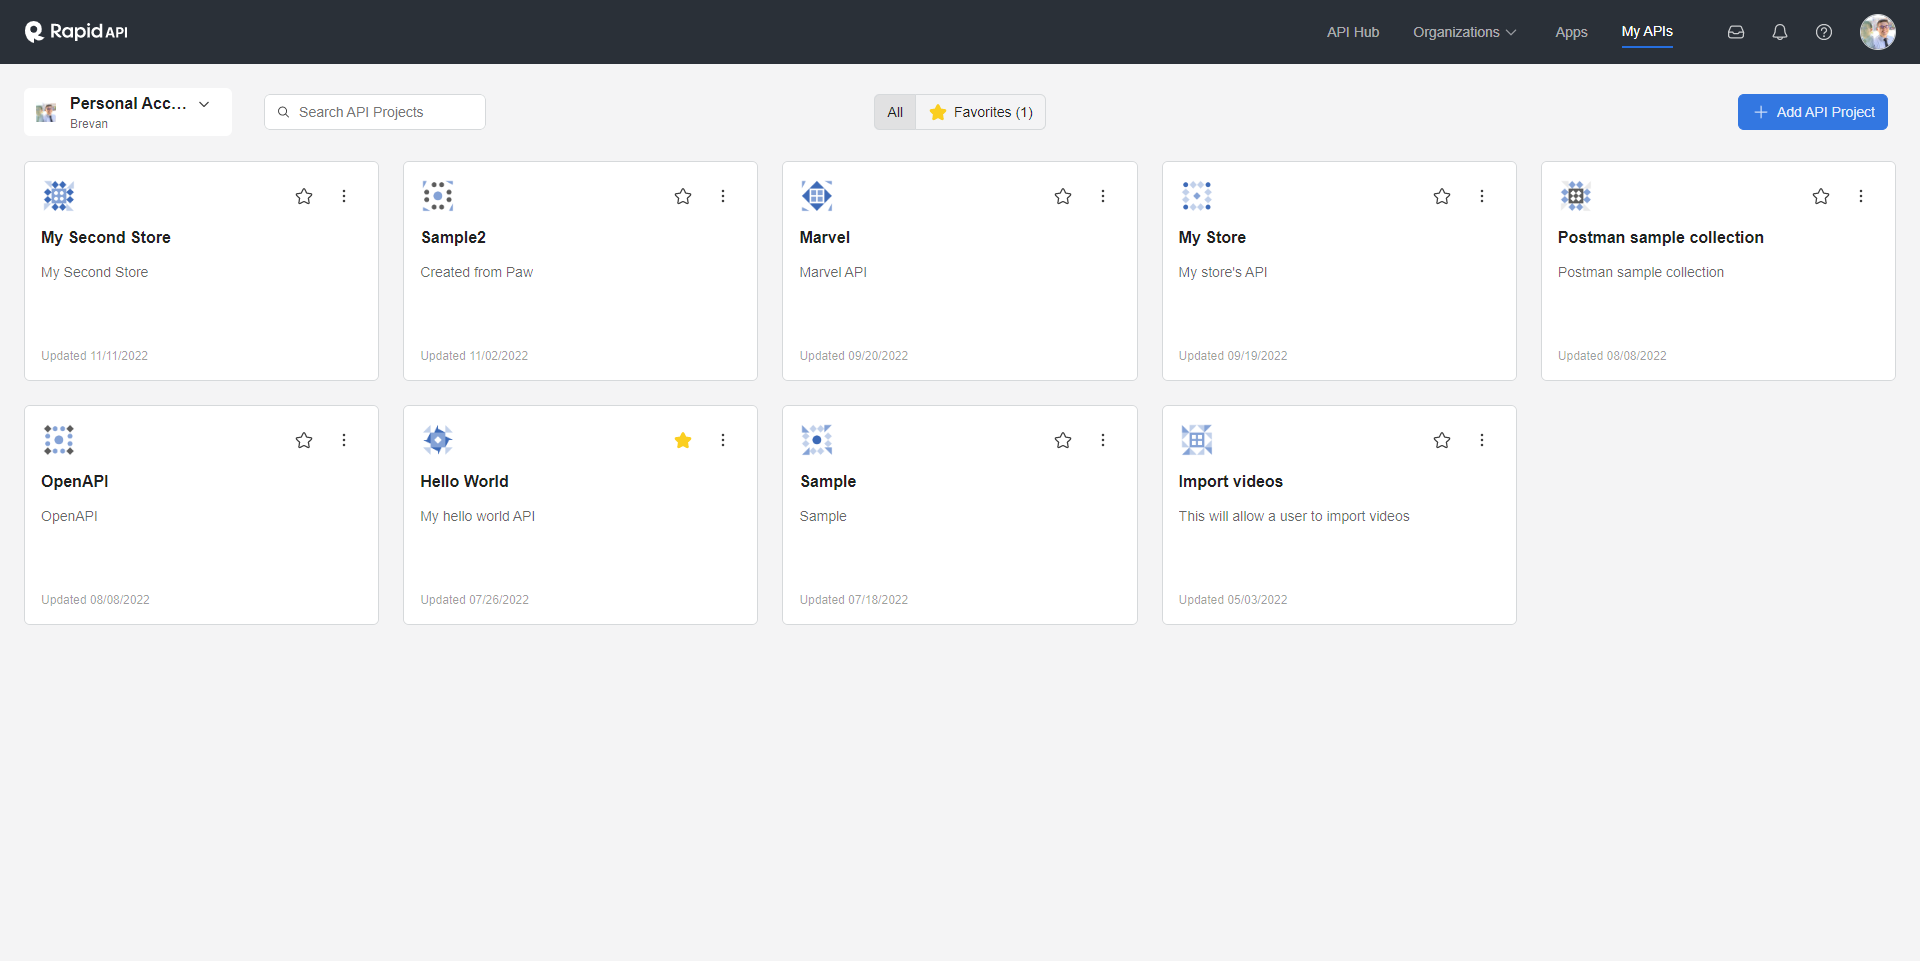 Rapid API
API Hub
Organizations
Apps
My APIs
Personal Acc...
Brevan
Search API Projects
All
Favorites (1)
Add API Project
My Second Store
My Second Store
Updated 11/11/2022
Sample2
Created from Paw
Updated 11/02/2022
Marvel
Marvel API
Updated 09/20/2022
My Store
My store's API
Updated 09/19/2022
Postman sample collection
Postman sample collection
Updated 08/08/2022
OpenAPI
OpenAPI
Updated 08/08/2022
Hello World
My hello world API
Updated 07/26/2022
Sample
Sample
Updated 07/18/2022
Import videos
This will allow a user to import videos
Updated 05/03/2022